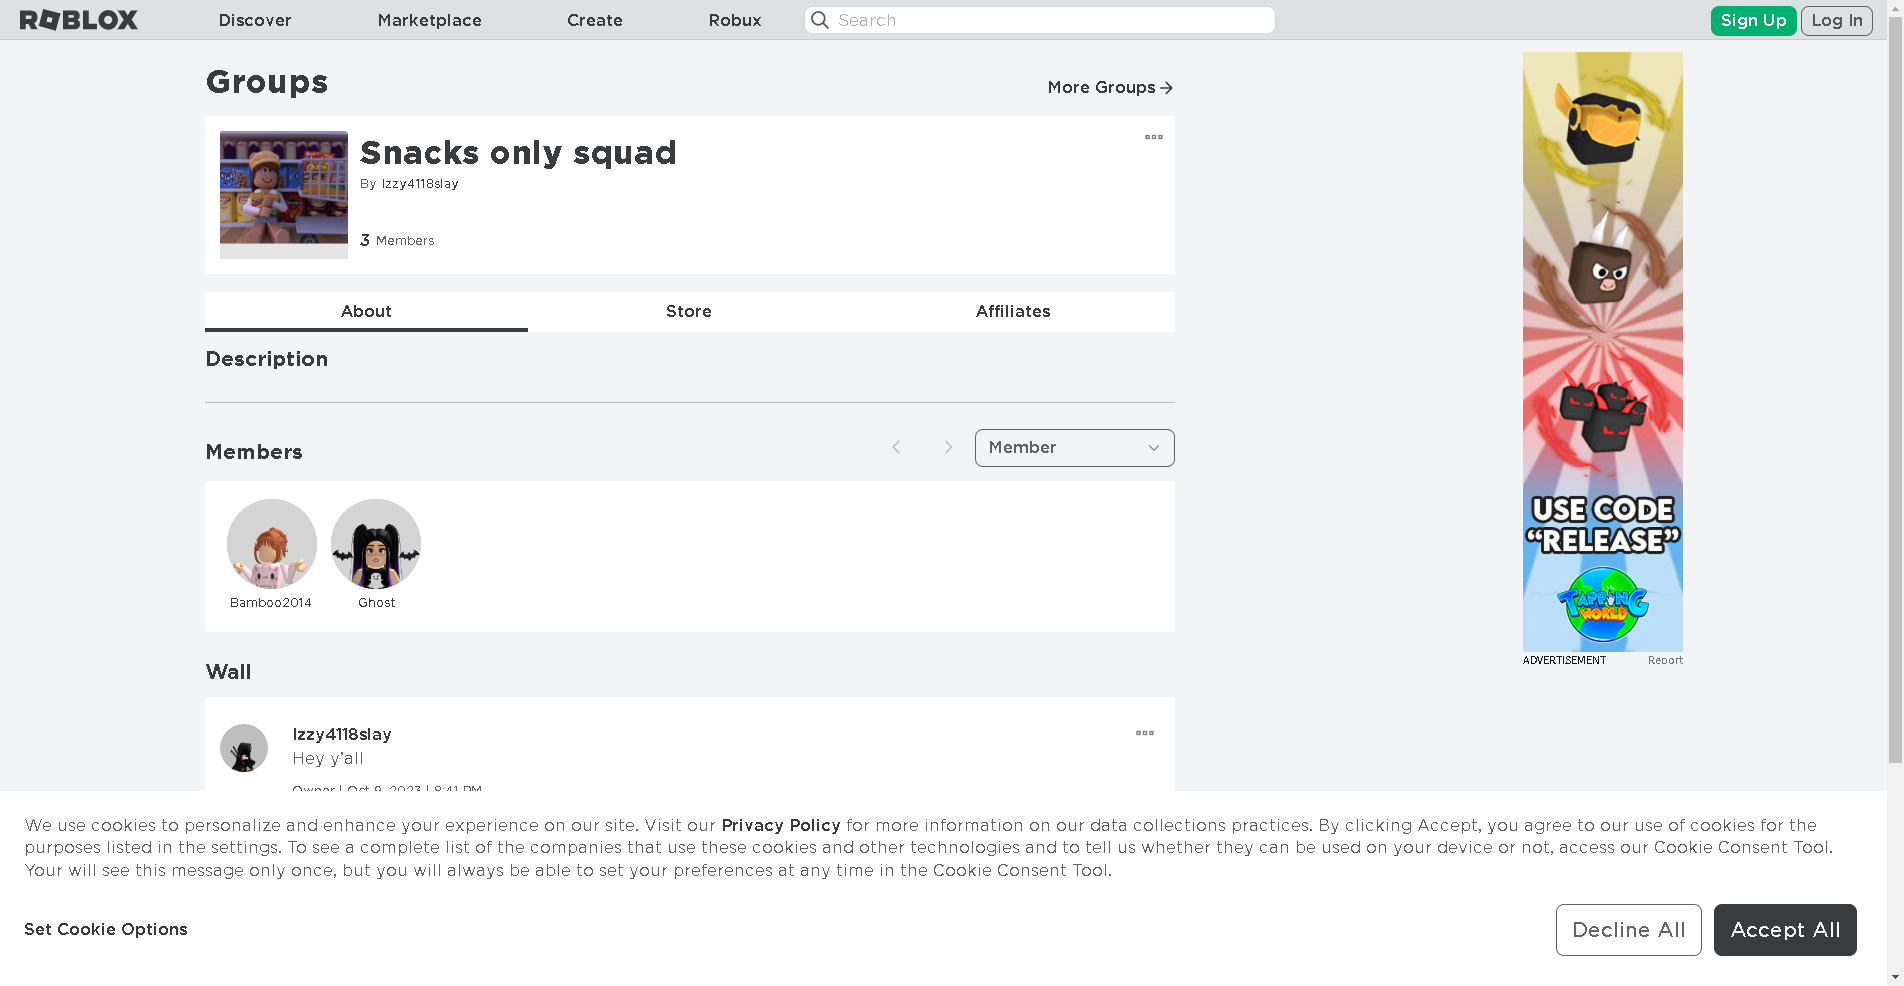 ROBLOX
Discover
Marketplace
Create
Robux
Search
Sign Up
Log In
Groups
More Groups
Snacks only squad
By Izzy4118slay
3 Members
About
Store
Affiliates
Description
Members
Member
Bamboo2014
Ghost
Wall
Izzy4118slay
Hey y'all
Owner | Oct 9, 2023 | 8:41 PM
USE CODE
"RELEASE"
TAPPING
WORLD
ADVERTISEMENT
Report
We use cookies to personalize and enhance your experience on our site. Visit our Privacy Policy for more information on our data collections practices. By clicking Accept, you agree to our use of cookies for the
purposes listed in the settings. To see a complete list of the companies that use these cookies and other technologies and to tell us whether they can be used on your device or not, access our Cookie Consent Tool.
Your will see this message only once, but you will always be able to set your preferences at any time in the Cookie Consent Tool.
Set Cookie Options
Decline All
Accept All